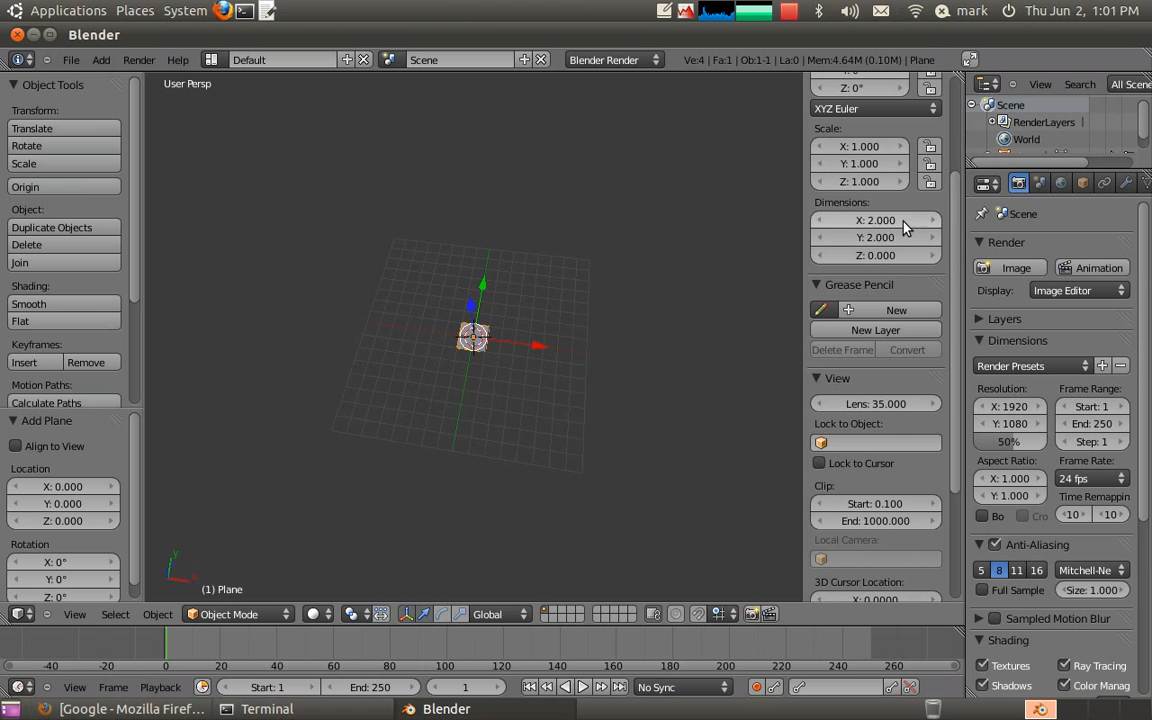 Applications Places System mark Thu Jun 2, 1:01 PM
Blender
File Add Render Help Default Scene Blender Render Ve:4 | Fa:1 | Ob:1-1 | La:0 | Mem:4.64M (0.10M) | Plane
Object Tools
Transform:
Translate
Rotate
Scale
Origin
Object:
Duplicate Objects
Delete
Join
Shading:
Smooth
Flat
Keyframes:
Insert Remove
Motion Paths:
Calculate Paths
Add Plane
Align to View
Location
X: 0.000
Y: 0.000
Z: 0.000
Rotation
X: 0°
Y: 0°
Z: 0°
User Persp
y
x
(1) Plane
Z: 0°
XYZ Euler
Scale:
X: 1.000
Y: 1.000
Z: 1.000
Dimensions:
X: 2.000
Y: 2.000
Z: 0.000
Grease Pencil
New
New Layer
Delete Frame Convert
View
Lens: 35.000
Lock to Object:
Lock to Cursor
Clip:
Start: 0.100
End: 1000.000
Local Camera:
3D Cursor Location:
X: 0.0000
View Search All Scene
Scene
RenderLayers
World
Scene
Render
Image Animation
Display: Image Editor
Layers
Dimensions
Render Presets
Resolution: Frame Range:
X: 1920 Start: 1
Y: 1080 End: 250
50% Step: 1
Aspect Ratio: Frame Rate:
X: 1.000 24 fps
Y: 1.000 Time Remappin
Bo Cro 10 10
Anti-Aliasing
5 8 11 16 Mitchell-Ne
Full Sample Size: 1.000
Sampled Motion Blur
Shading
Textures Ray Tracing
Shadows Color Manag
View Select Object Object Mode Global
-40 -20 0 20 40 60 80 100 120 140 160 180 200 220 240 260
View Frame Playback Start: 1 End: 250 1 No Sync
[Google - Mozilla Firef... Terminal Blender